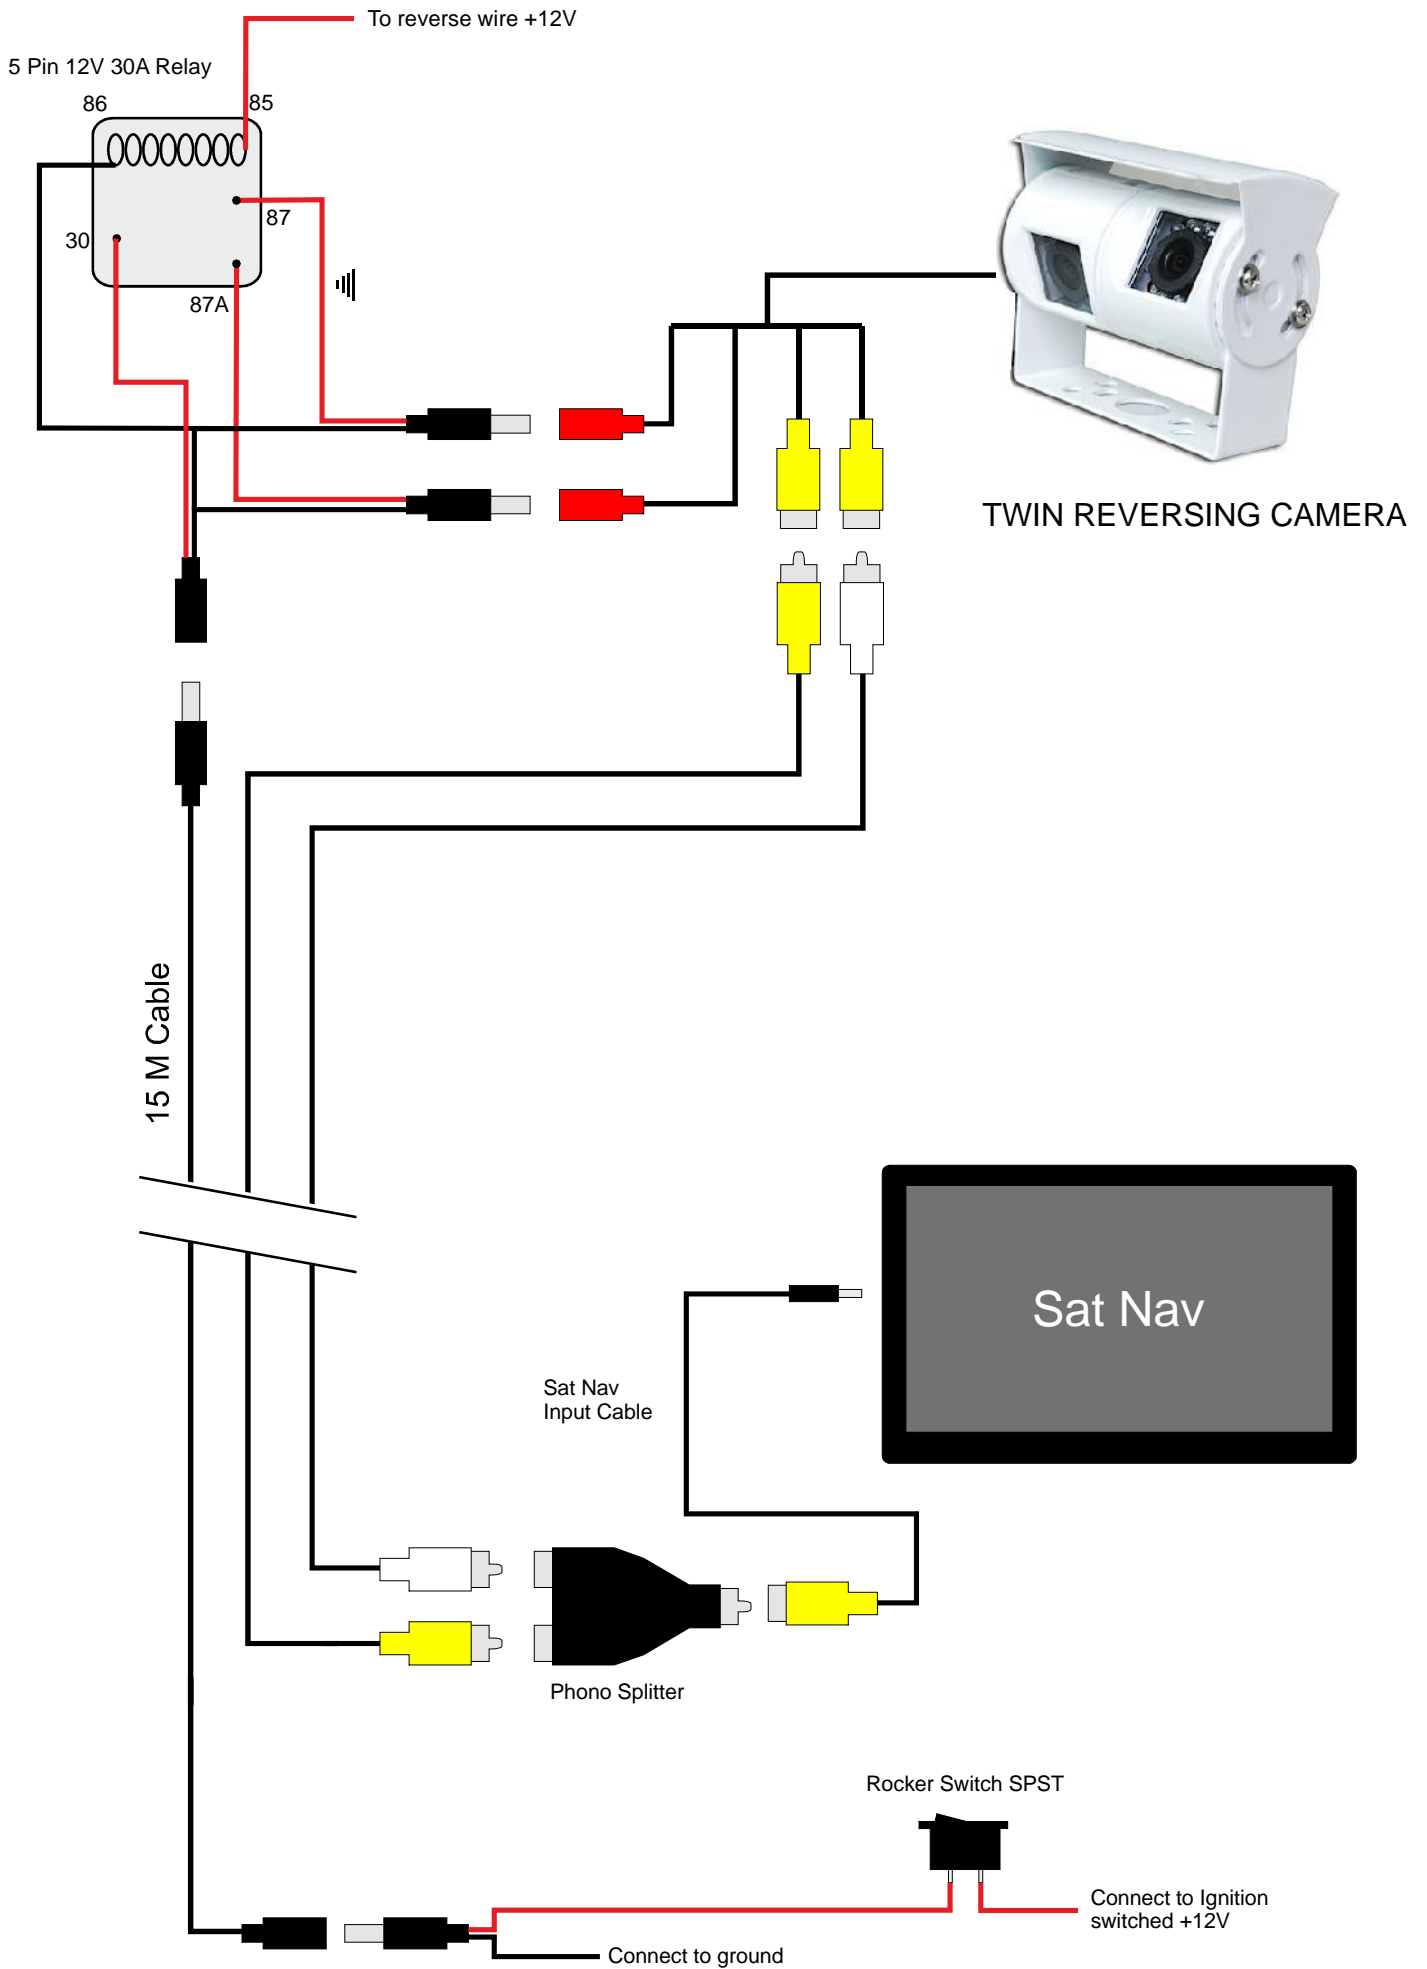 To reverse wire +12V
5 Pin 12V 30A Relay
86
85
87
30
87A
TWIN REVERSING CAMERA
15 M Cable
Sat Nav
Sat Nav
Input Cable
Phono Splitter
Rocker Switch SPST
Connect to Ignition
switched +12V
Connect to ground